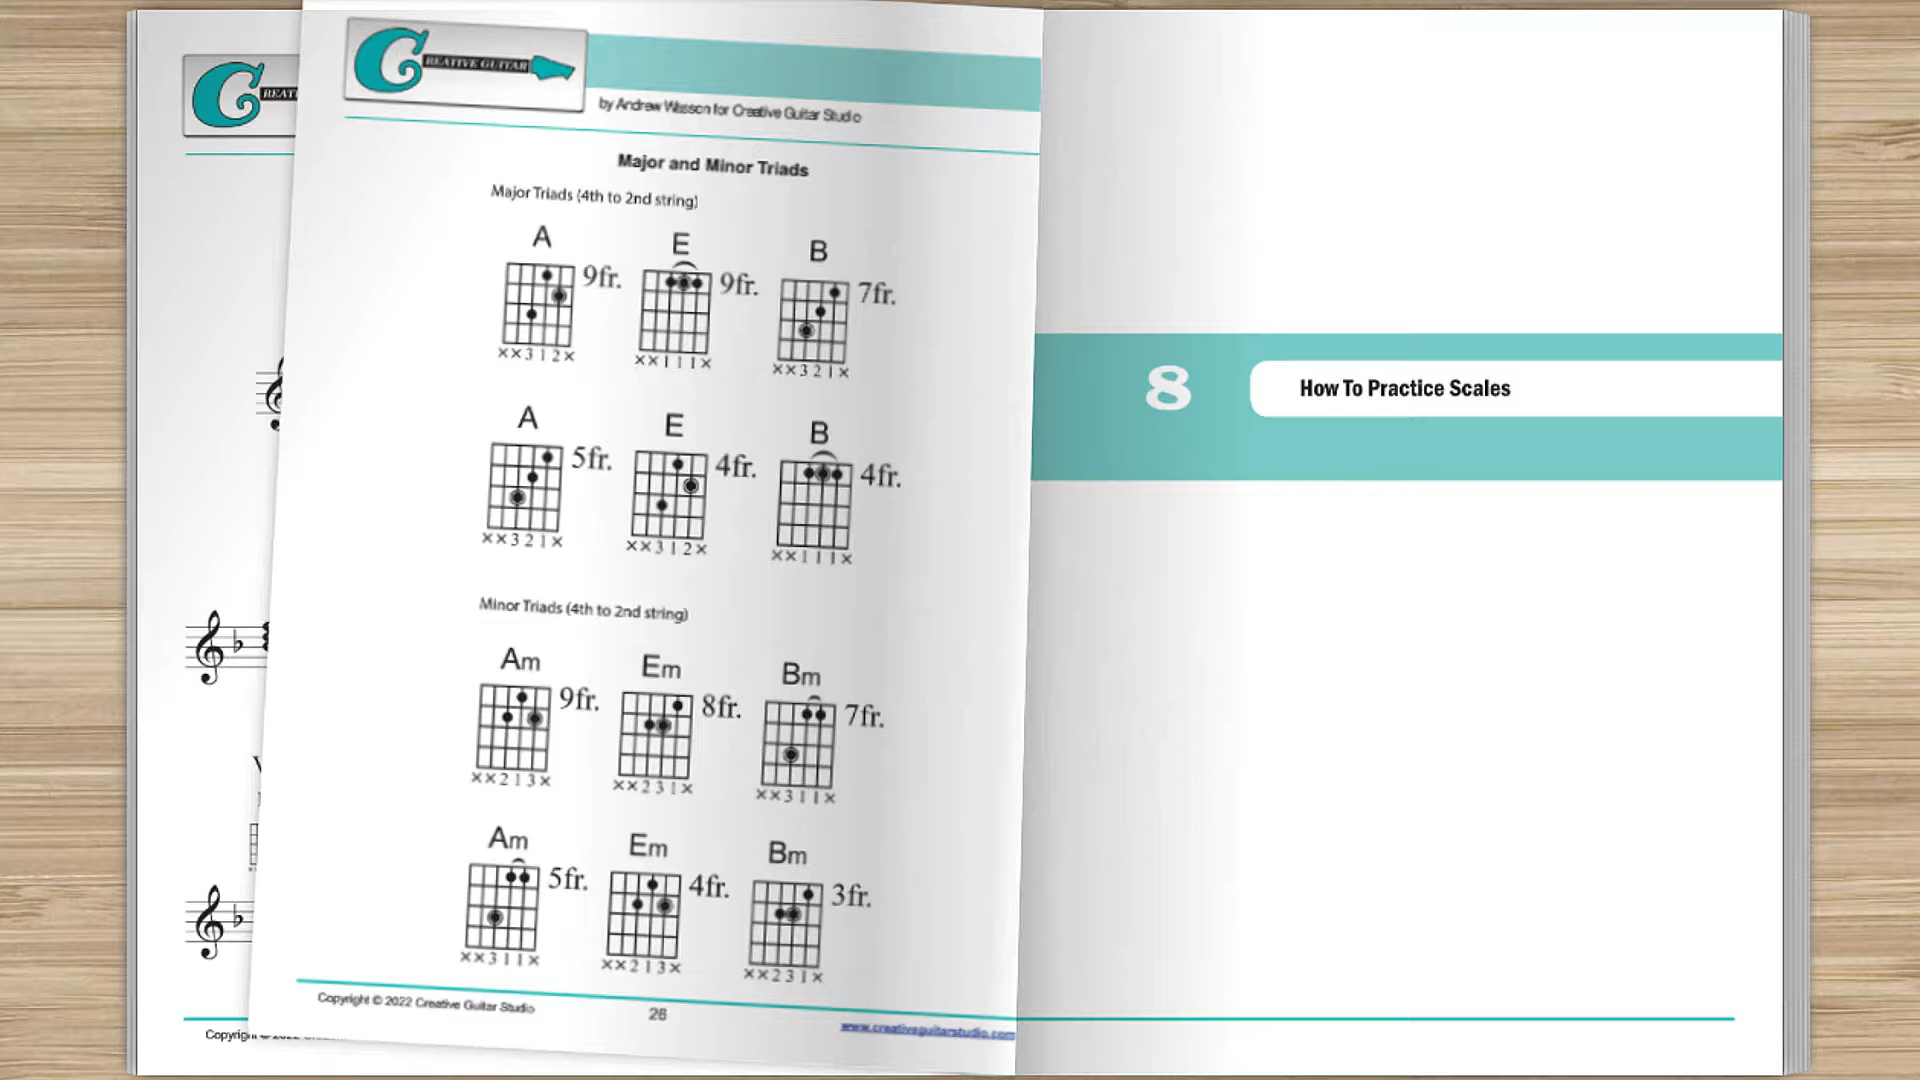 CREATIVE GUITAR
by Andrew Wasson for Creative Guitar Studio
Major and Minor Triads
Major Triads (4th to 2nd string)
A E B
9fr. 9fr. 7fr.
××312× ××111× ××321×
A E B
5fr. 4fr. 4fr.
××321× ××312× ××111×
Minor Triads (4th to 2nd string)
Am Em Bm
9fr. 8fr. 7fr.
××213× ××231× ××311×
Am Em Bm
5fr. 4fr. 3fr.
××311× ××213× ××231×
Copyright © 2022 Creative Guitar Studio
26
www.creativeguitarstudio.com
8
How To Practice Scales